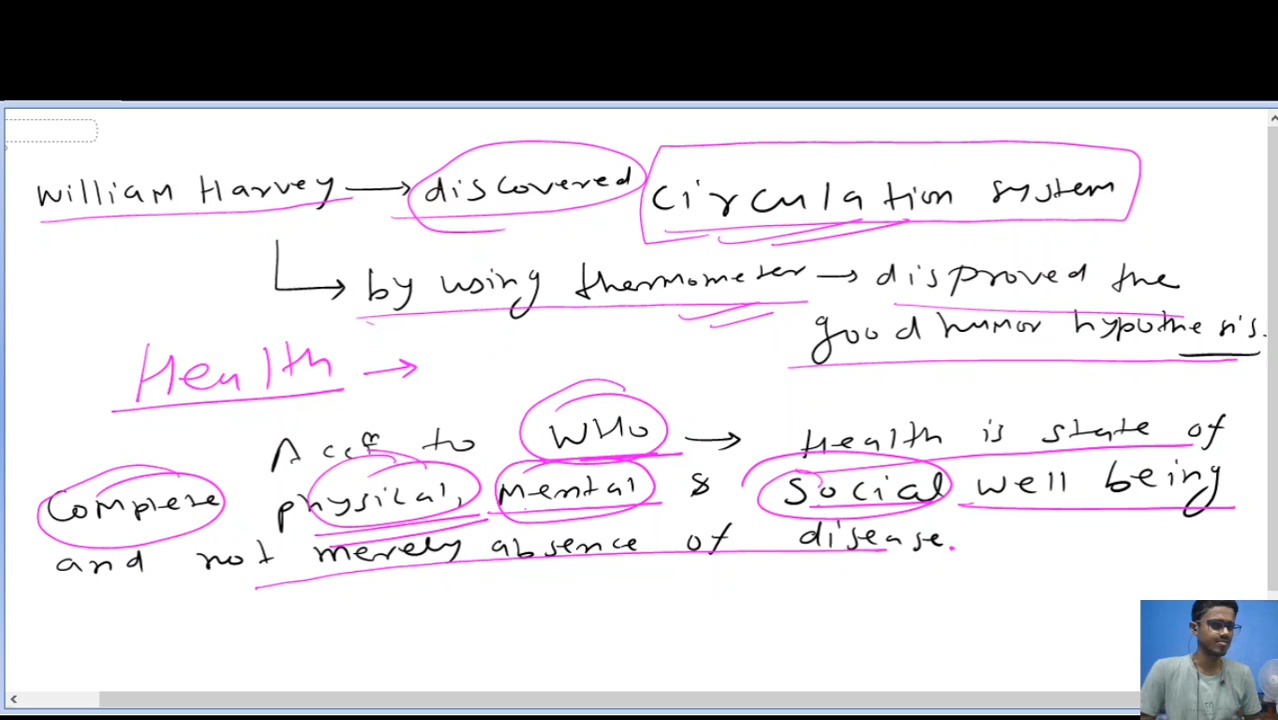 William Harvey → discovered circulation system
↳ by using thermometer → disproved the
good humor hypothesis.
Health →
Accn to WHO → Health is state of
Complete physical, mental & Social well being
and not merely absence of disease.